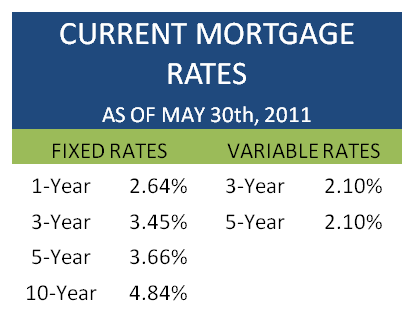 CURRENT MORTGAGE
RATES
AS OF MAY 30th, 2011
FIXED RATES VARIABLE RATES
1-Year 2.64% 3-Year 2.10%
3-Year 3.45% 5-Year 2.10%
5-Year 3.66%
10-Year 4.84%